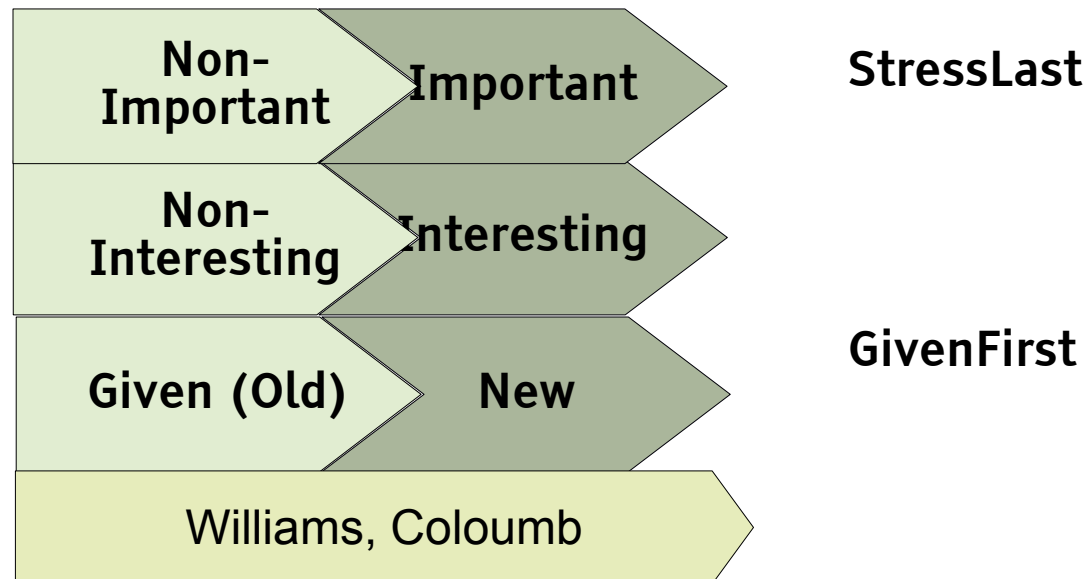 Non-
Important
Important
StressLast
Non-
Interesting
Interesting
GivenFirst
Given (Old)
New
Williams, Coloumb